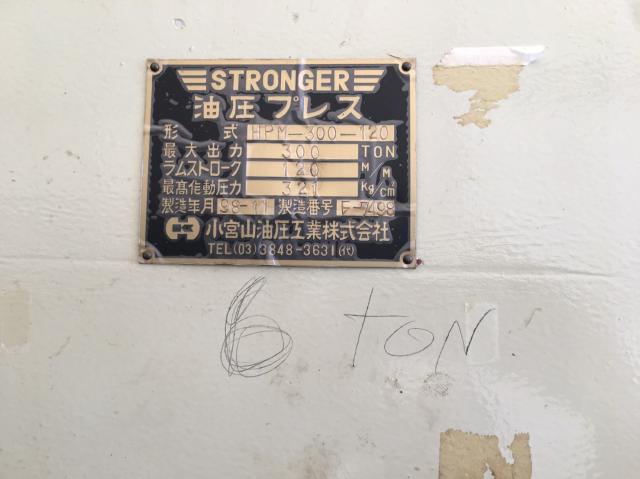 STRONGER
油圧プレス
形式 HPM-300-120
最大出力 300 TON
ラムストローク 120 MM
最高作動圧力 321 Kg/cm
製造年月 98-11 製造番号 F-7498
小宮山油圧工業株式会社
TEL(03)3848-3631(代)
6 TON